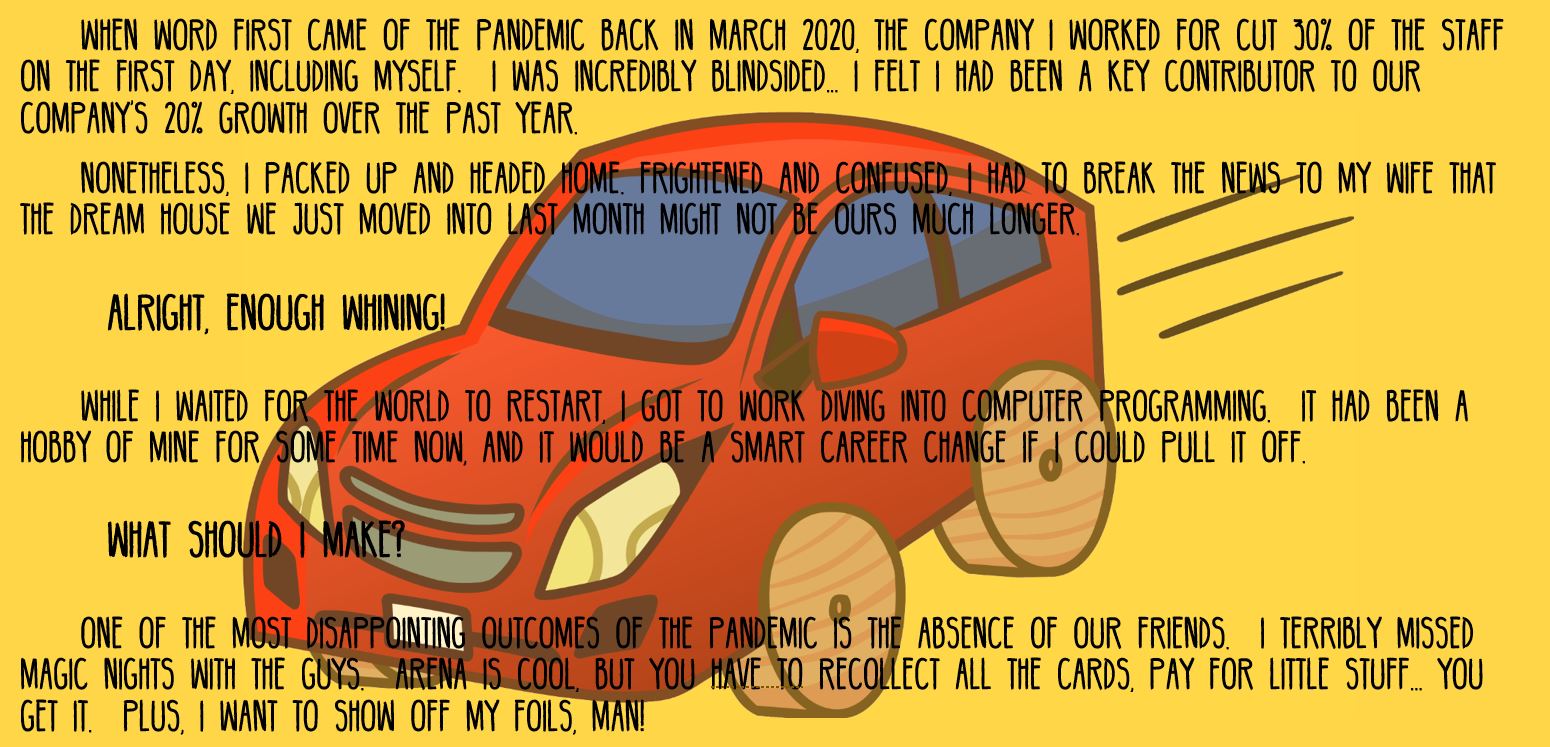 WHEN WORD FIRST CAME OF THE PANDEMIC BACK IN MARCH 2020, THE COMPANY I WORKED FOR CUT 30% OF THE STAFF
ON THE FIRST DAY, INCLUDING MYSELF. I WAS INCREDIBLY BLINDSIDED... I FELT I HAD BEEN A KEY CONTRIBUTOR TO OUR
COMPANY'S 20% GROWTH OVER THE PAST YEAR.
NONETHELESS, I PACKED UP AND HEADED HOME. FRIGHTENED AND CONFUSED, I HAD TO BREAK THE NEWS TO MY WIFE THAT
THE DREAM HOUSE WE JUST MOVED INTO LAST MONTH MIGHT NOT BE OURS MUCH LONGER.
ALRIGHT, ENOUGH WHINING!
WHILE I WAITED FOR THE WORLD TO RESTART, I GOT TO WORK DIVING INTO COMPUTER PROGRAMMING. IT HAD BEEN A
HOBBY OF MINE FOR SOME TIME NOW, AND IT WOULD BE A SMART CAREER CHANGE IF I COULD PULL IT OFF.
WHAT SHOULD I MAKE?
ONE OF THE MOST DISAPPOINTING OUTCOMES OF THE PANDEMIC IS THE ABSENCE OF OUR FRIENDS. I TERRIBLY MISSED
MAGIC NIGHTS WITH THE GUYS. ARENA IS COOL, BUT YOU HAVE TO RECOLLECT ALL THE CARDS, PAY FOR LITTLE STUFF... YOU
GET IT. PLUS, I WANT TO SHOW OFF MY FOILS, MAN!